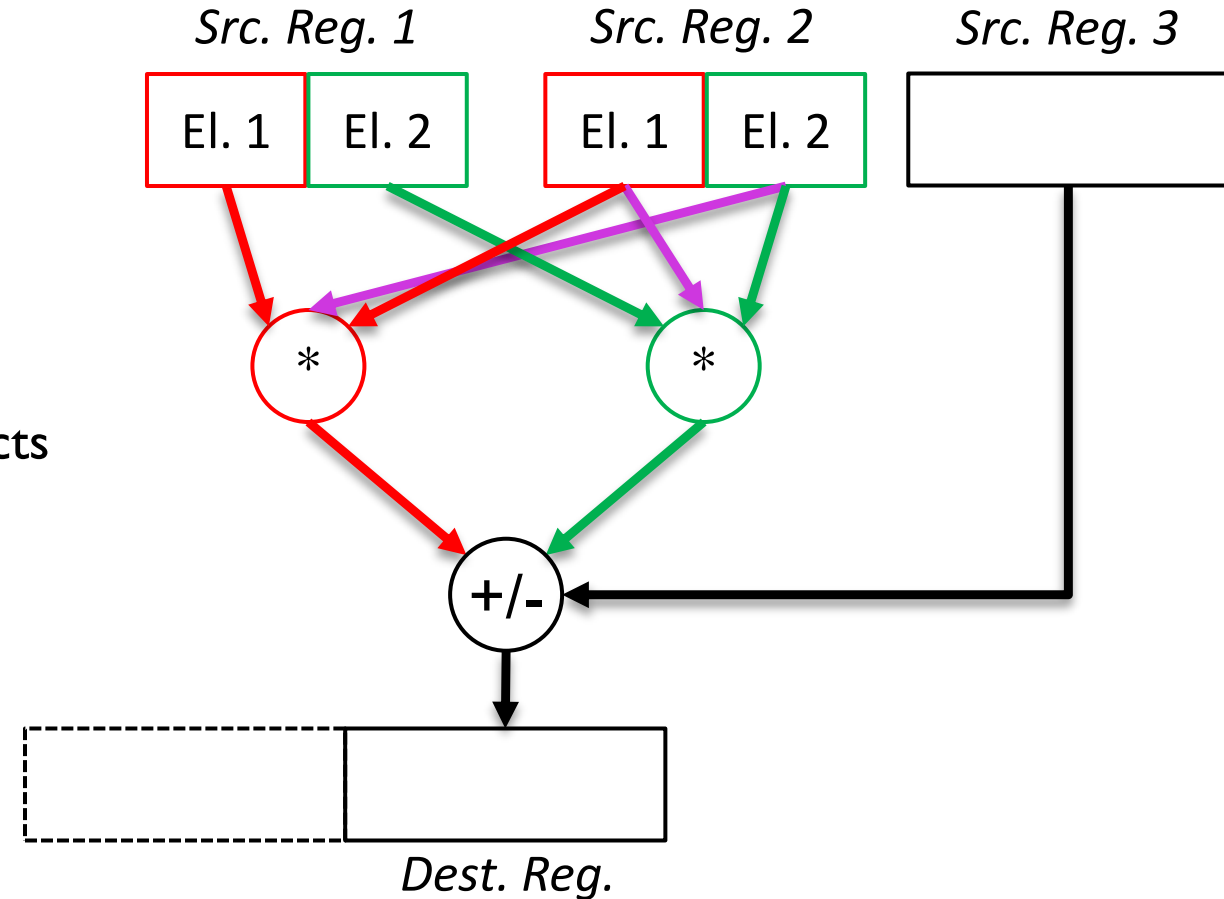 Src. Reg. 1
Src. Reg. 2
Src. Reg. 3
El. 1
El. 2
El. 1
El. 2
*
*
cts
+/-
Dest. Reg.